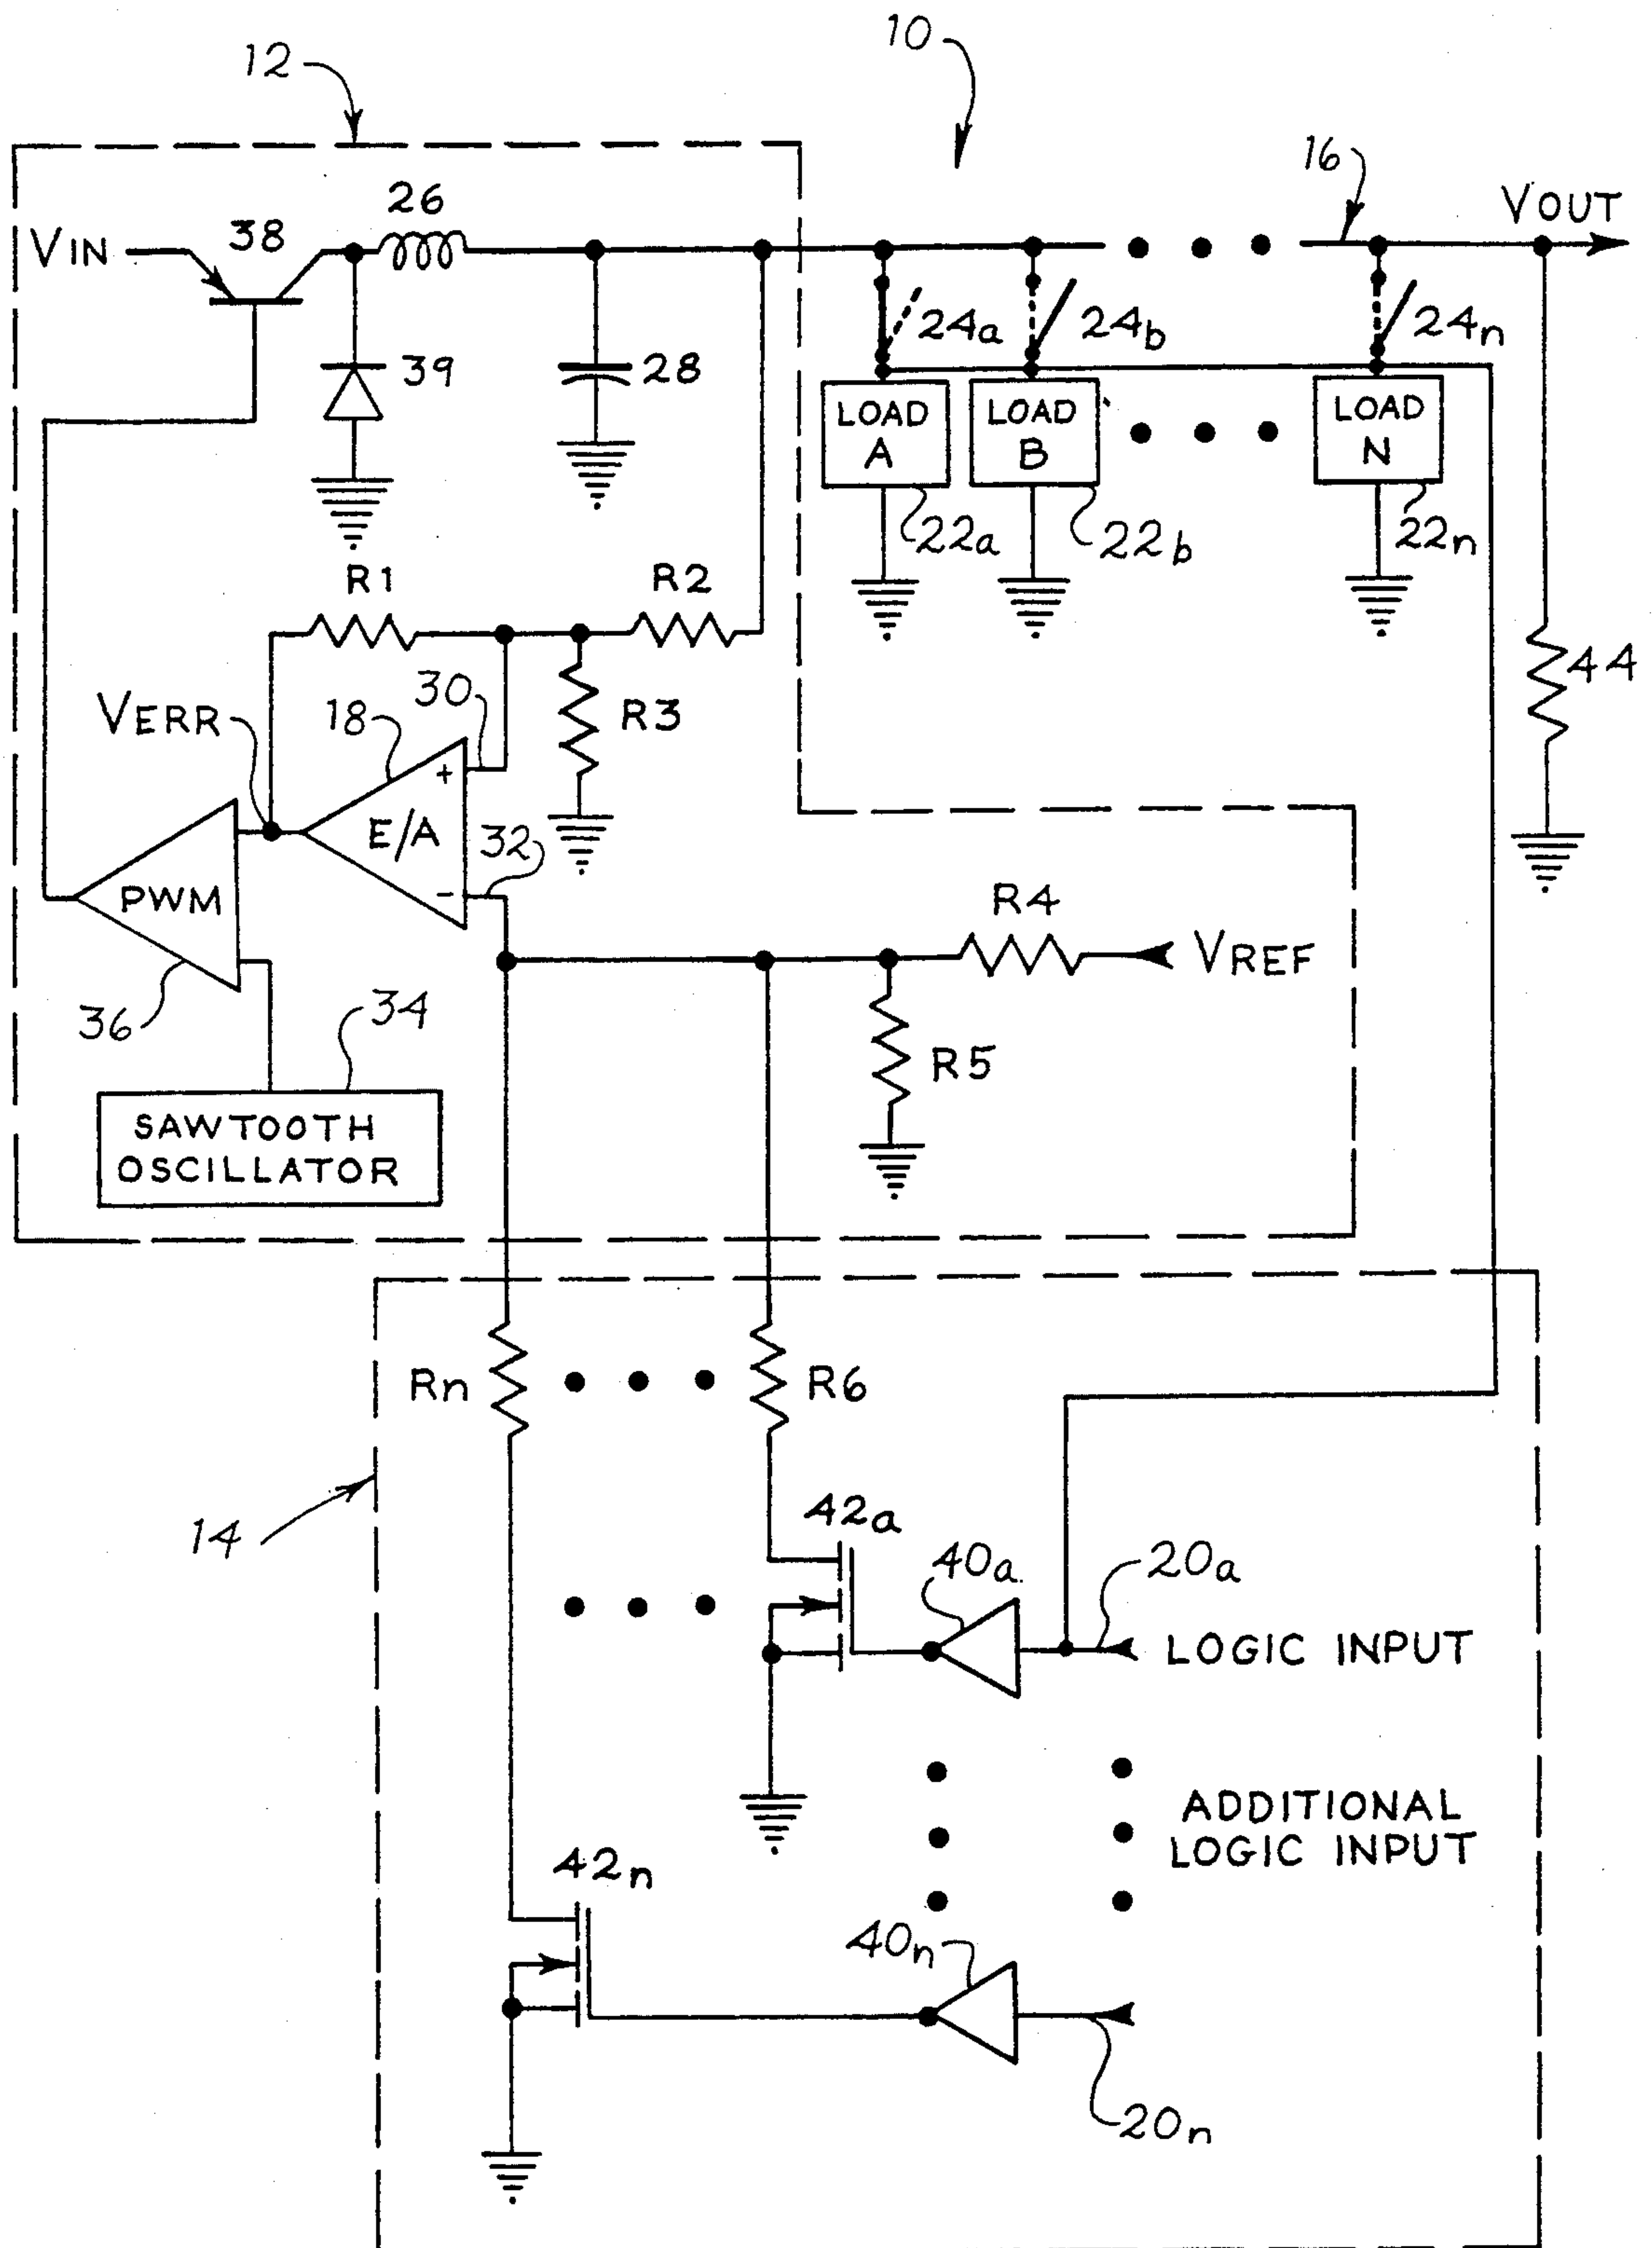 10
12
16
VOUT
26
38
VIN
24a
24b
24n
39
28
LOAD
A
LOAD
B
LOAD
N
22a
22b
22n
R1
R2
44
30
VERR
18
R3
+
E/A
32
-
PWM
R4
VREF
36
34
R5
SAWTOOTH
OSCILLATOR
Rn
R6
14
42a
40a
20a
LOGIC INPUT
ADDITIONAL
LOGIC INPUT
42n
40n
20n